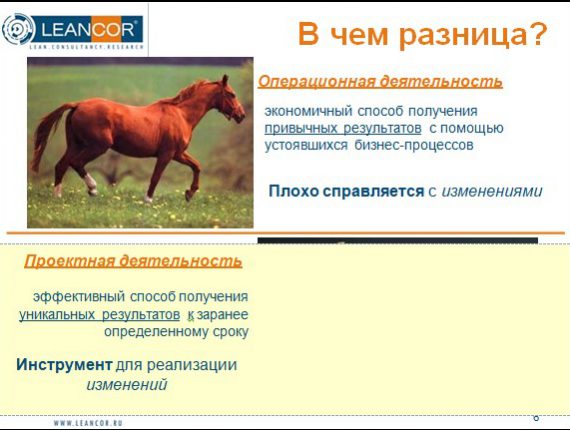 LEANCOR
LEAN.CONSULTANCY.RESEARCH
В чем разница?
Операционная деятельность
экономичный способ получения
привычных результатов с помощью
устоявшихся бизнес-процессов
Плохо справляется с изменениями
Проектная деятельность
эффективный способ получения
уникальных результатов к заранее
определенному сроку
Инструмент для реализации
изменений
WWW.LEANCOR.RU